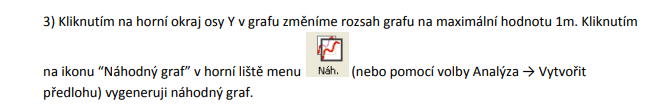 3) Kliknutím na horní okraj osy Y v grafu změníme rozsah grafu na maximální hodnotu 1m. Kliknutím
na ikonu “Náhodný graf” v horní liště menu Náh. (nebo pomocí volby Analýza → Vytvořit
předlohu) vygeneruji náhodný graf.